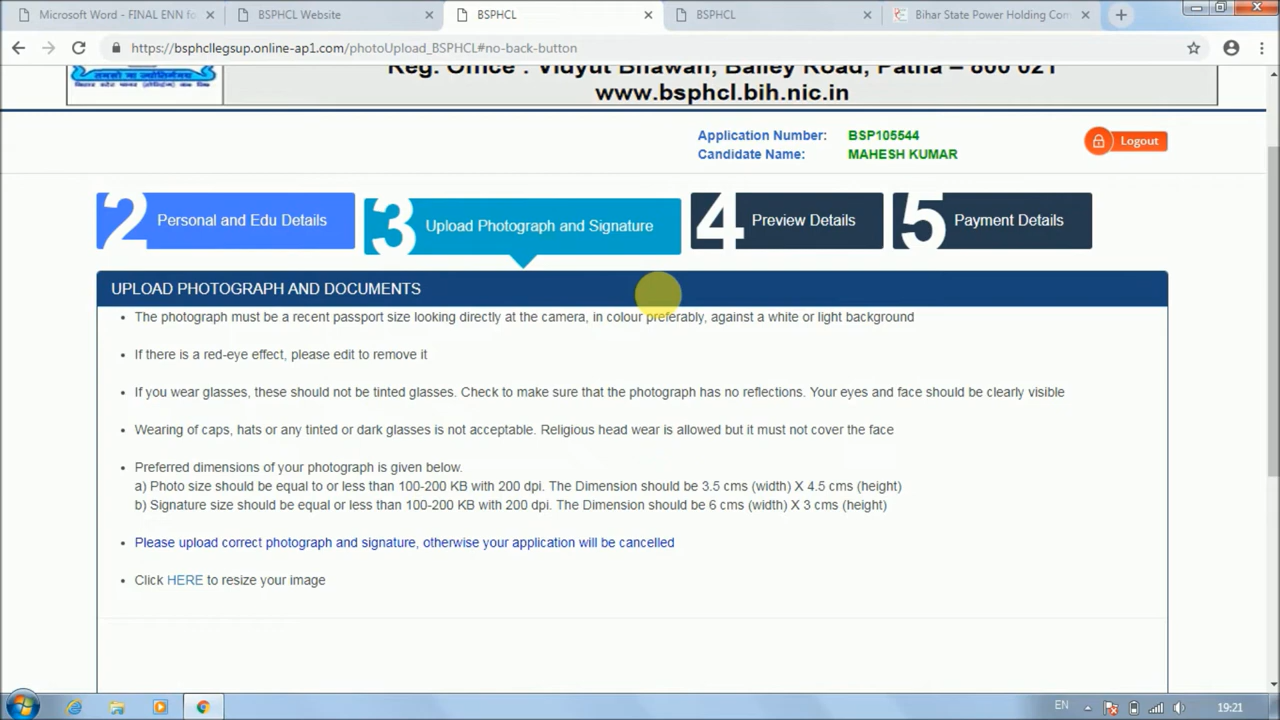 Microsoft Word - FINAL ENN fo
BSPHCL Website
BSPHCL
BSPHCL
Bihar State Power Holding Com
https://bsphcllegsup.online-ap1.com/photoUpload_BSPHCL#no-back-button
Reg. Office : Vidyut Bhawan, Bailey Road, Patna – 800 021
www.bsphcl.bih.nic.in
Application Number: BSP105544
Candidate Name: MAHESH KUMAR
Logout
2 Personal and Edu Details
3 Upload Photograph and Signature
4 Preview Details
5 Payment Details
UPLOAD PHOTOGRAPH AND DOCUMENTS
• The photograph must be a recent passport size looking directly at the camera, in colour preferably, against a white or light background
• If there is a red-eye effect, please edit to remove it
• If you wear glasses, these should not be tinted glasses. Check to make sure that the photograph has no reflections. Your eyes and face should be clearly visible
• Wearing of caps, hats or any tinted or dark glasses is not acceptable. Religious head wear is allowed but it must not cover the face
• Preferred dimensions of your photograph is given below.
a) Photo size should be equal to or less than 100-200 KB with 200 dpi. The Dimension should be 3.5 cms (width) X 4.5 cms (height)
b) Signature size should be equal or less than 100-200 KB with 200 dpi. The Dimension should be 6 cms (width) X 3 cms (height)
• Please upload correct photograph and signature, otherwise your application will be cancelled
• Click HERE to resize your image
EN
19:21